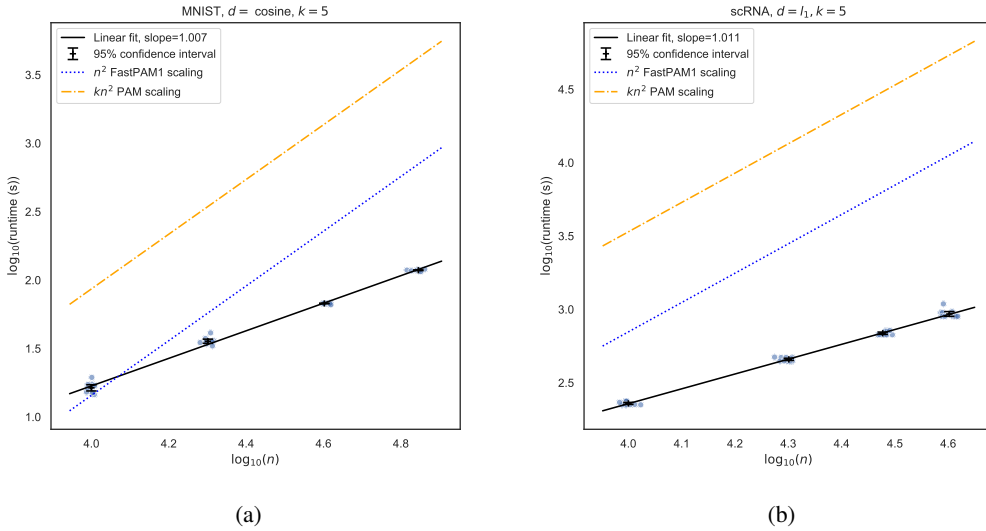 MNIST, d = cosine, k = 5
Linear fit, slope=1.007
95% confidence interval
n² FastPAM1 scaling
kn² PAM scaling
3.5
3.0
2.5
2.0
1.5
1.0
log₁₀(runtime (s))
4.0
4.2
4.4
4.6
4.8
log₁₀(n)
(a)
scRNA, d = l₁, k = 5
Linear fit, slope=1.011
95% confidence interval
n² FastPAM1 scaling
kn² PAM scaling
4.5
4.0
3.5
3.0
2.5
log₁₀(runtime (s))
4.0
4.1
4.2
4.3
4.4
4.5
4.6
log₁₀(n)
(b)